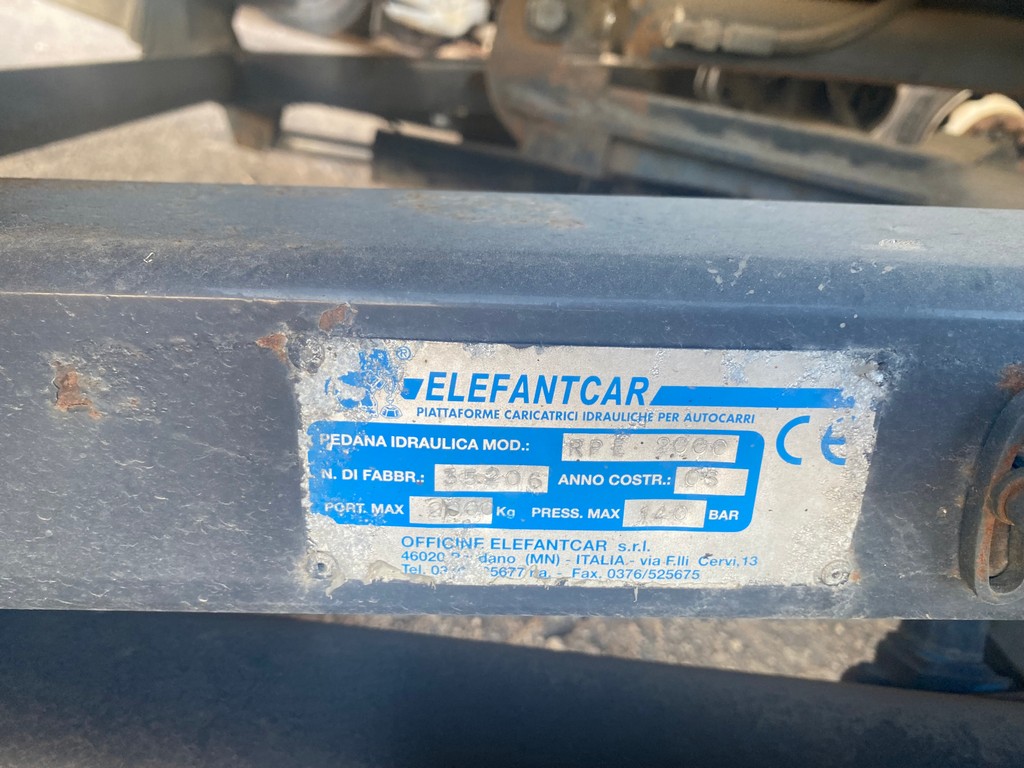 ® ELEFANTCAR
PIATTAFORME CARICATRICI IDRAULICHE PER AUTOCARRI
PEDANA IDRAULICA MOD.: RPE 2000 CE
N. DI FABBR.: 35206 ANNO COSTR.:
PORT. MAX Kg PRESS. MAX 140 BAR
OFFICINE ELEFANTCAR s.r.l.
46020 (MN) - ITALIA - via F.lli Cervi,13
Tel. - Fax. 0376/525675